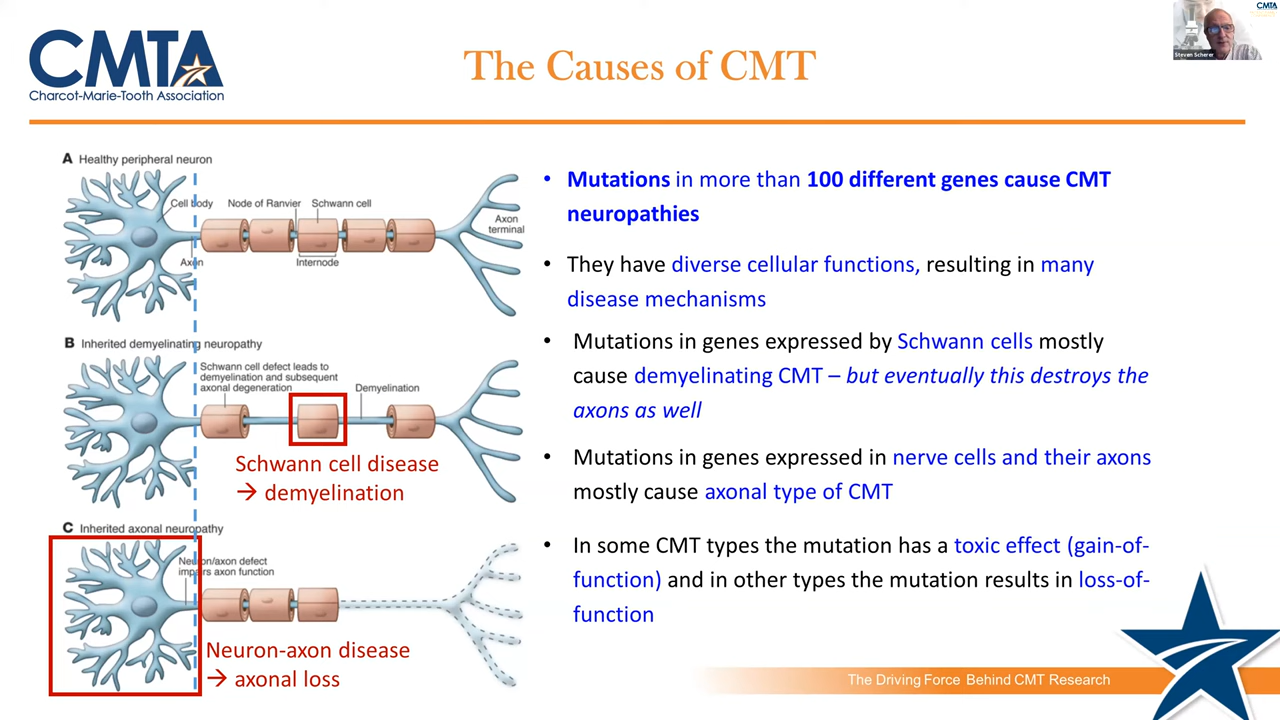 CMTA
Charcot-Marie-Tooth Association
The Causes of CMT
CMTA
Steven Scherer
A Healthy peripheral neuron
Cell body
Node of Ranvier
Schwann cell
Axon
terminal
Axon
Internode
B Inherited demyelinating neuropathy
Schwann cell defect leads to
demyelination and subsequent
axonal degeneration
Demyelination
Schwann cell disease
→ demyelination
C Inherited axonal neuropathy
Neuron/axon defect
impairs axon function
Neuron-axon disease
→ axonal loss
• Mutations in more than 100 different genes cause CMT
neuropathies
• They have diverse cellular functions, resulting in many
disease mechanisms
• Mutations in genes expressed by Schwann cells mostly
cause demyelinating CMT – but eventually this destroys the
axons as well
• Mutations in genes expressed in nerve cells and their axons
mostly cause axonal type of CMT
• In some CMT types the mutation has a toxic effect (gain-of-
function) and in other types the mutation results in loss-of-
function
The Driving Force Behind CMT Research